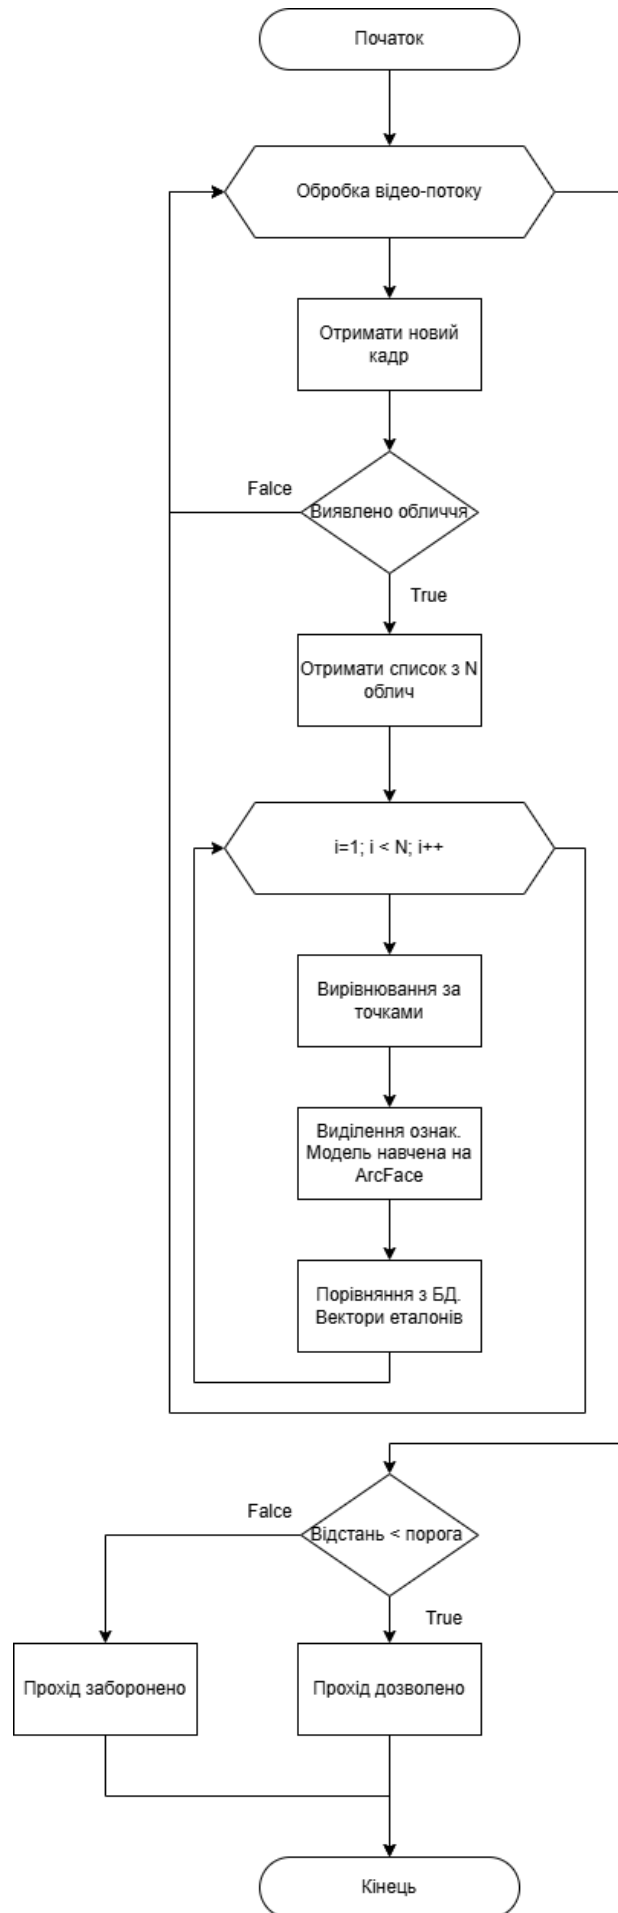 Початок
Обробка відео-потоку
Отримати новий
кадр
Falce
Виявлено обличчя
True
Отримати список з N
облич
i=1; i < N; i++
Вирівнювання за
точками
Виділення ознак.
Модель навчена на
ArcFace
Порівняння з БД.
Вектори еталонів
Falce
Відстань < порога
True
Прохід заборонено
Прохід дозволено
Кінець